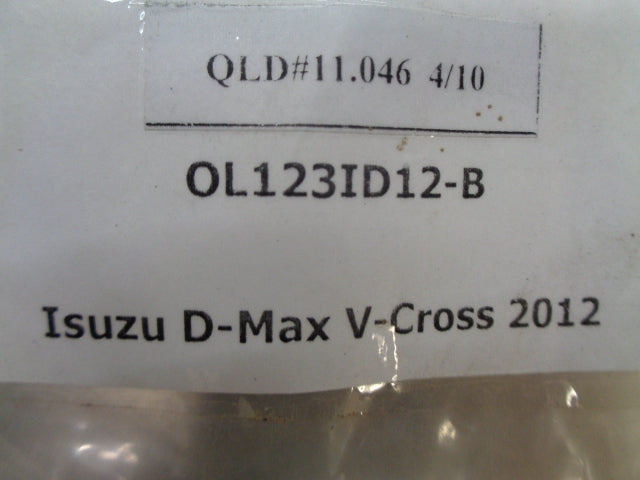 QLD#11.046 4/10
OL123ID12-B
Isuzu D-Max V-Cross 2012